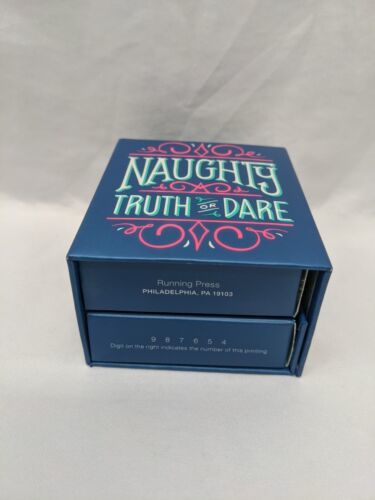 NAUGHTY
TRUTH OR DARE
Running Press
PHILADELPHIA, PA 19103
9 8 7 6 5 4
Digit on the right indicates the number of this printing